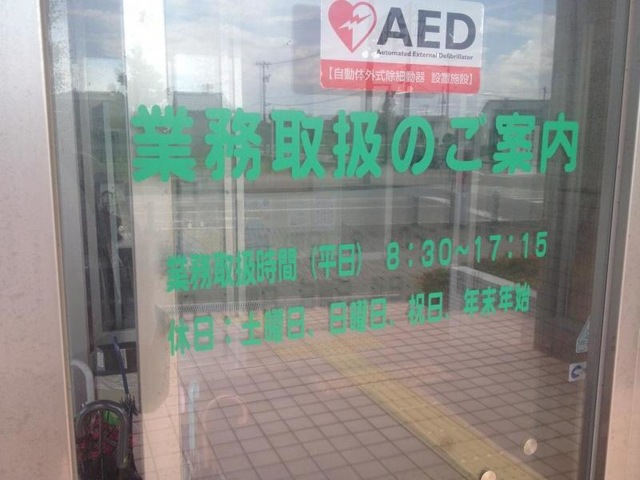 AED
Automated External Defibrillator
【自動体外式除細動器 設置施設】
業務取扱のご案内
業務取扱時間（平日） 8：30～17：15
休日：土曜日、日曜日、祝日、年末年始